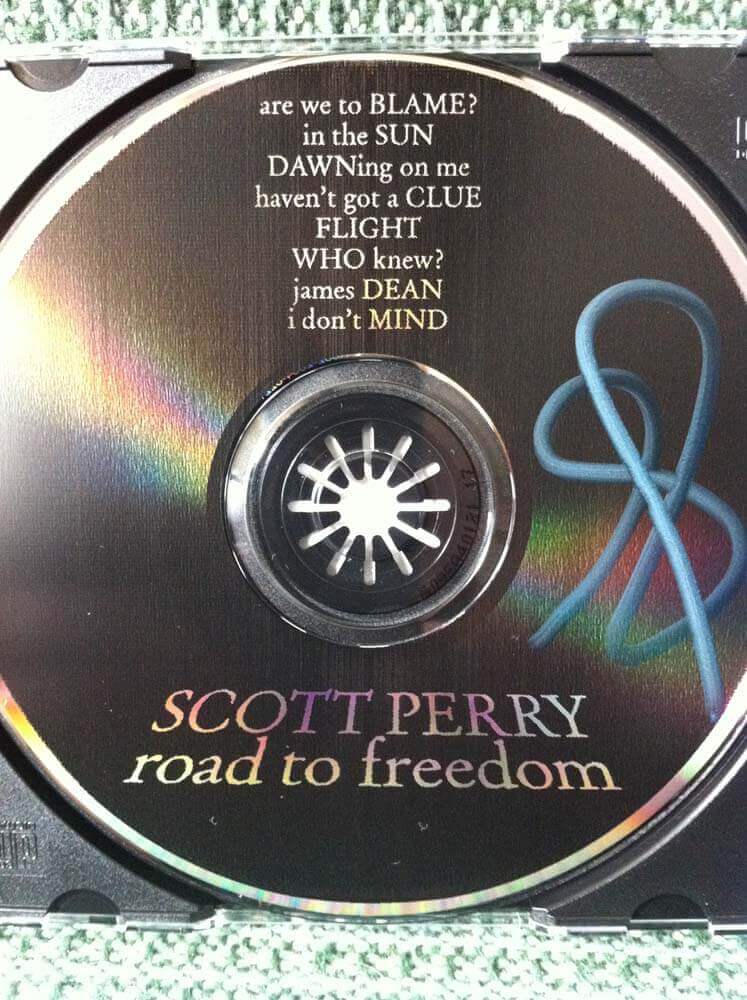 are we to BLAME?
in the SUN
DAWNing on me
haven't got a CLUE
FLIGHT
WHO knew?
james DEAN
i don't MIND
SCOTT PERRY
road to freedom